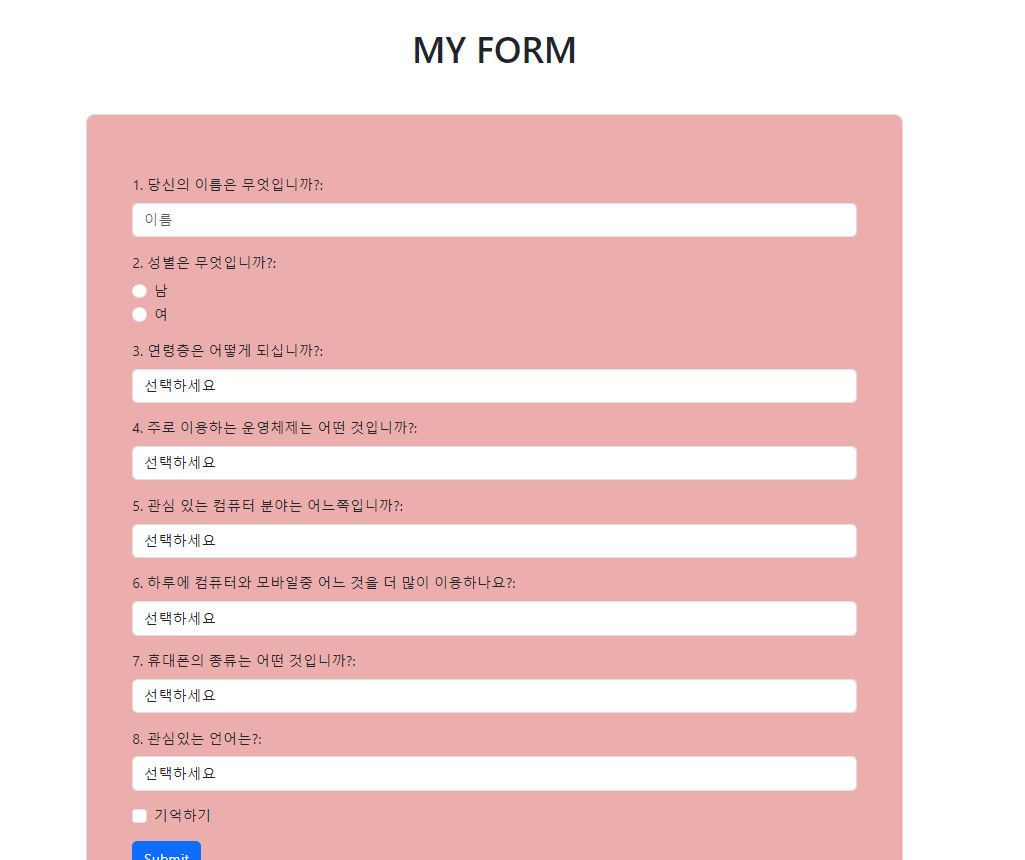 MY FORM
1. 당신의 이름은 무엇입니까?:
이름
2. 성별은 무엇입니까?:
남
여
3. 연령층은 어떻게 되십니까?:
선택하세요
4. 주로 이용하는 운영체제는 어떤 것입니까?:
선택하세요
5. 관심 있는 컴퓨터 분야는 어느쪽입니까?:
선택하세요
6. 하루에 컴퓨터와 모바일중 어느 것을 더 많이 이용하나요?:
선택하세요
7. 휴대폰의 종류는 어떤 것입니까?:
선택하세요
8. 관심있는 언어는?:
선택하세요
기억하기
Submit